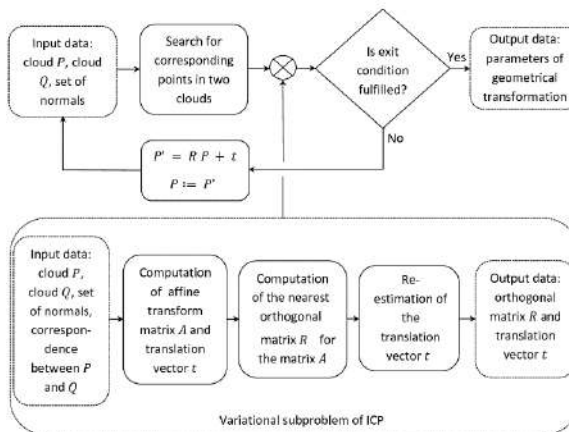 Input data:
cloud P, cloud
Q, set of
normals
Search for
corresponding
points in two
clouds
Is exit
condition
fulfilled?
Yes
Output data:
parameters of
geometrical
transformation
No
P' = R P + t
P := P'
Input data:
cloud P,
cloud Q, set
of normals,
correspon-
dence
between P
and Q
Computation
of affine
transform
matrix A and
translation
vector t
Computation
of the nearest
orthogonal
matrix R for
the matrix A
Re-
estimation of
the
translation
vector t
Output data:
orthogonal
matrix R and
translation
vector t
Variational subproblem of ICP